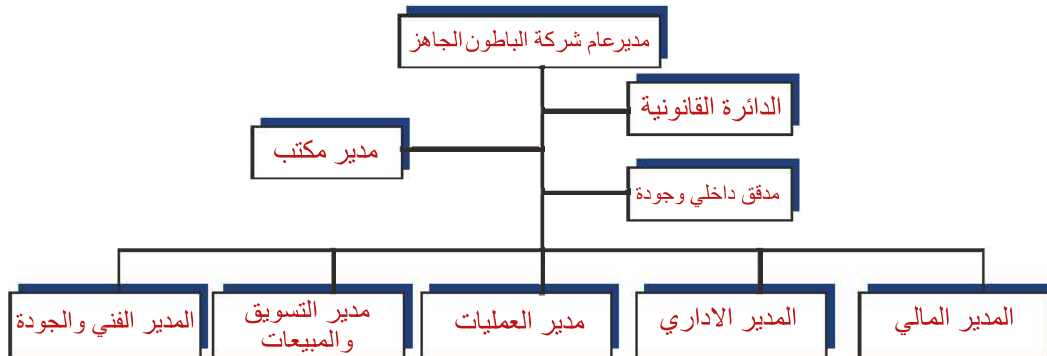 مديرعام شركة الباطون الجاهز
الدائرة القانونية
مدير مكتب
مدقق داخلي وجودة
المدير المالي
المدير الاداري
مدير العمليات
مدير التسويق
والمبيعات
المدير الفني والجودة